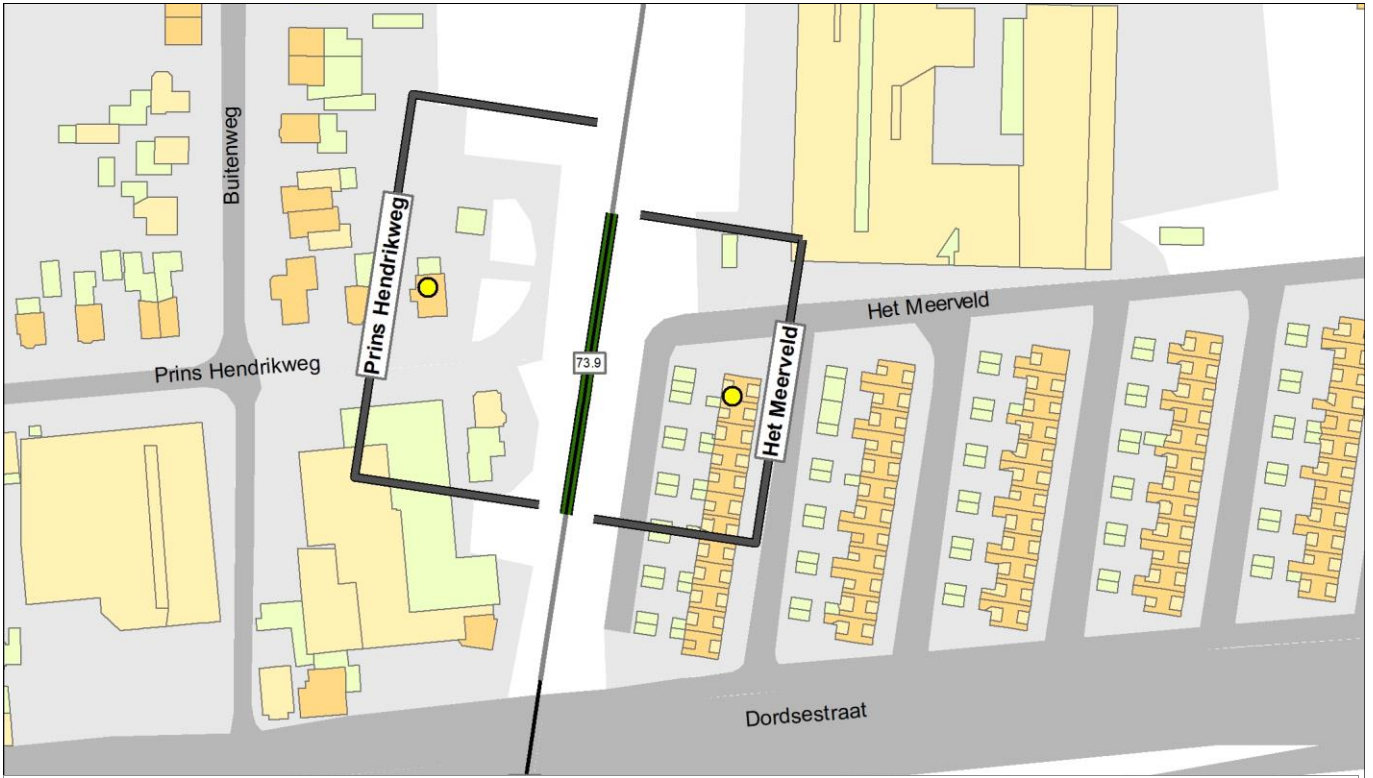 Buitenweg
Prins Hendrikweg
Prins Hendrikweg
73.9
Het Meerveld
Het Meerveld
Dordsestraat